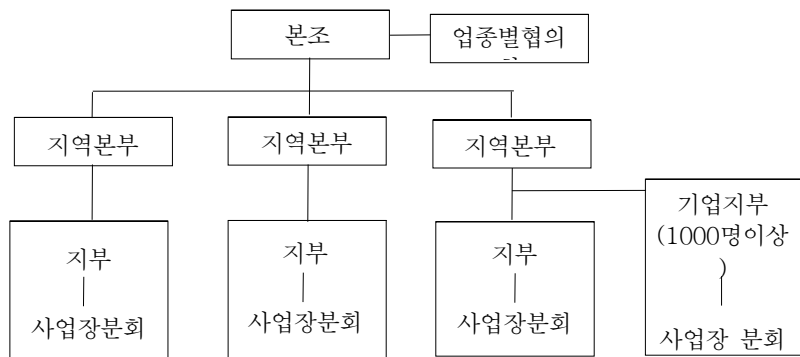 본조
업종별협의
지역본부
지역본부
지역본부
기업지부
(1000명이상
)
사업장 분회
지부
사업장분회
지부
사업장분회
지부
사업장분회